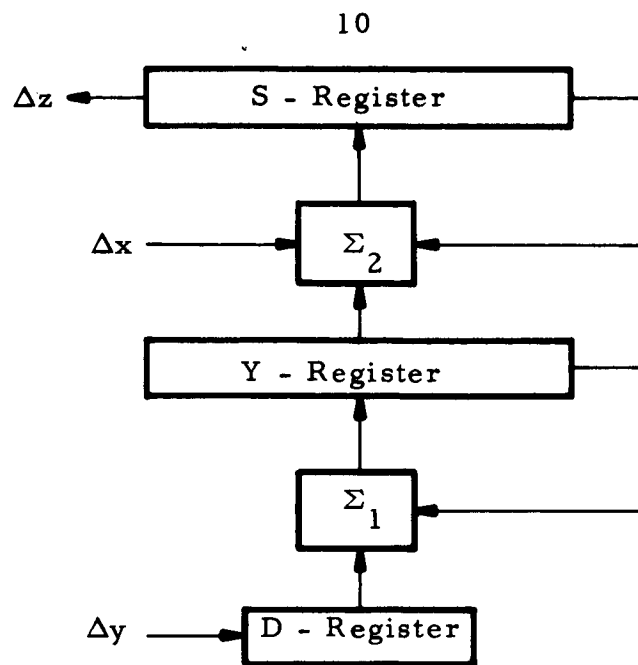 10
Δz
S - Register
Δx
Σ2
Y - Register
Σ1
Δy
D - Register